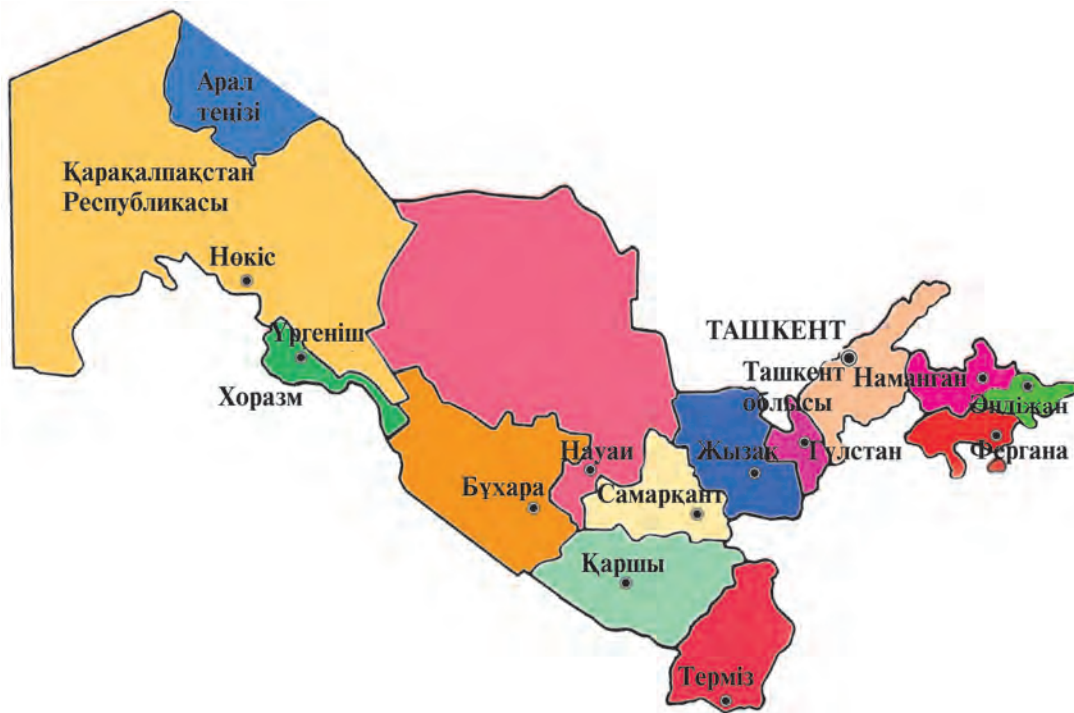 Арал
теңізі
Қарақалпақстан
Республикасы
Нөкіс
Үргеніш
Хоразм
ТАШКЕНТ
Ташкент
облысы
Наманган
Әндіжан
Фергана
Гүлстан
Жызақ
Науаи
Самарқант
Бұхара
Қаршы
Терміз